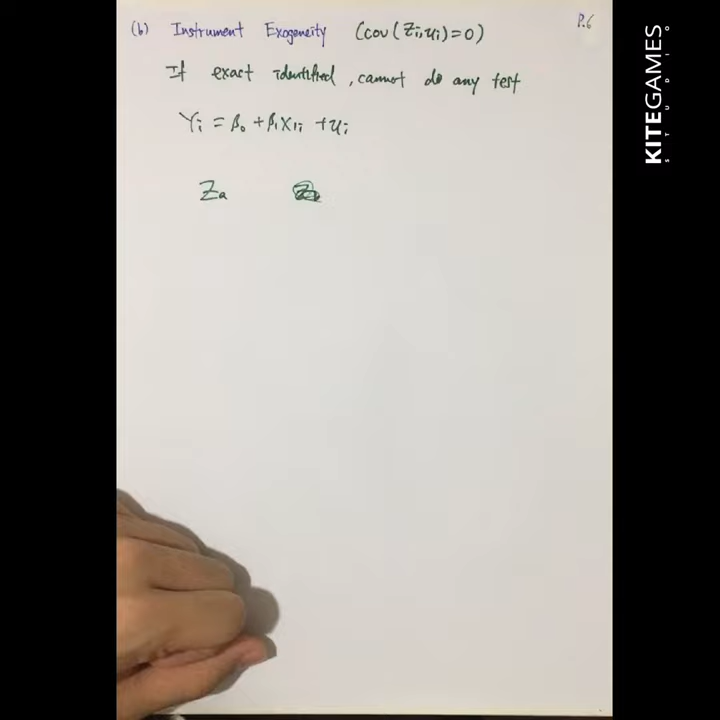 (b) Instrument Exogeneity (cov(Zi,ui)=0)
P.6
If exact identified, cannot do any test
Yi = β0 + β1X1i + ui
Za
KITEGAMES
STUDIO